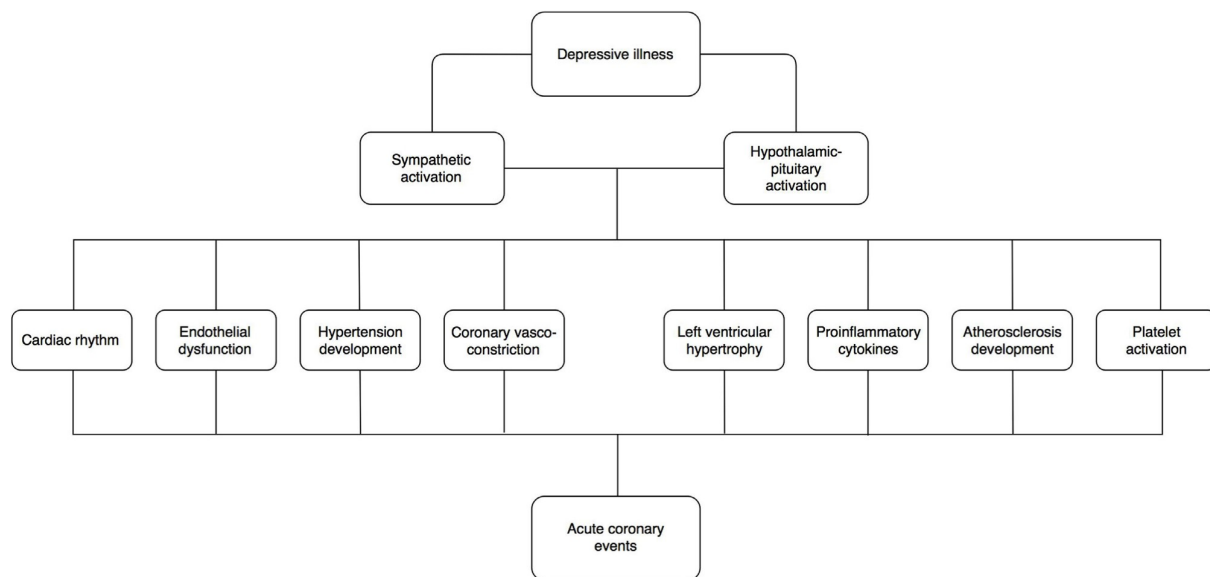 Depressive illness
Sympathetic
activation
Hypothalamic-
pituitary
activation
Cardiac rhythm
Endothelial
dysfunction
Hypertension
development
Coronary vaso-
constriction
Left ventricular
hypertrophy
Proinflammatory
cytokines
Atherosclerosis
development
Platelet
activation
Acute coronary
events